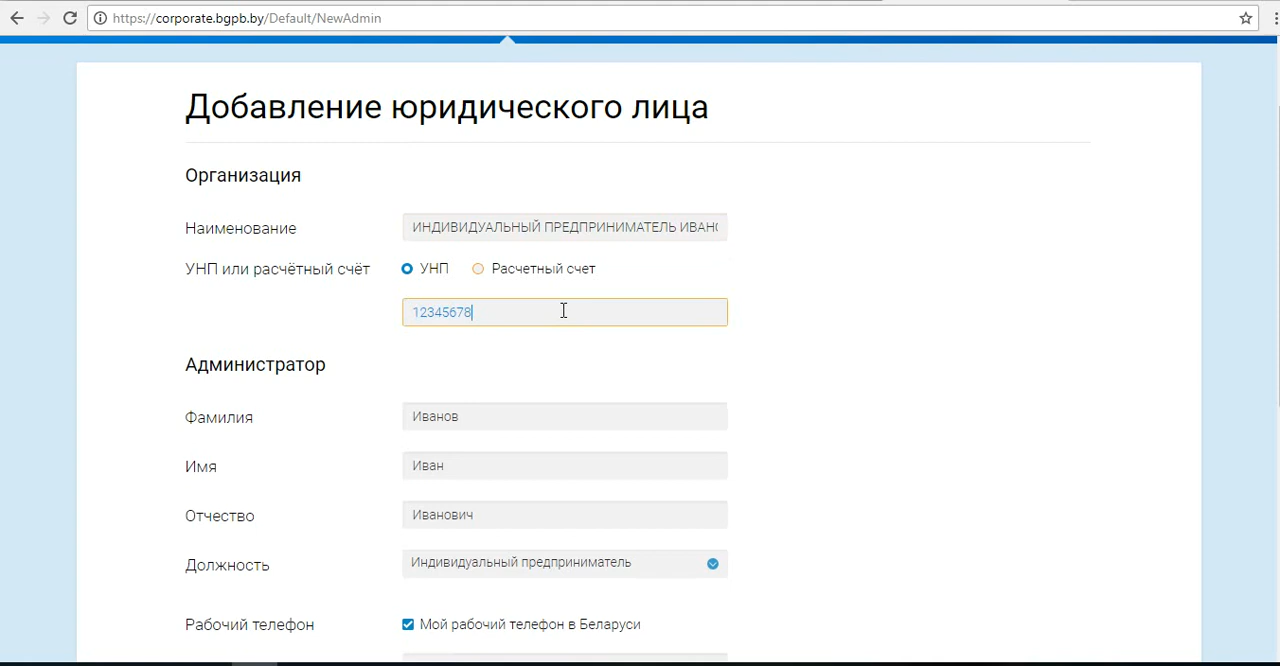 https://corporate.bgpb.by/Default/NewAdmin
Добавление юридического лица
Организация
Наименование ИНДИВИДУАЛЬНЫЙ ПРЕДПРИНИМАТЕЛЬ ИВАНО
УНП или расчётный счёт УНП Расчетный счет
12345678
Администратор
Фамилия Иванов
Имя Иван
Отчество Иванович
Должность Индивидуальный предприниматель
Рабочий телефон Мой рабочий телефон в Беларуси